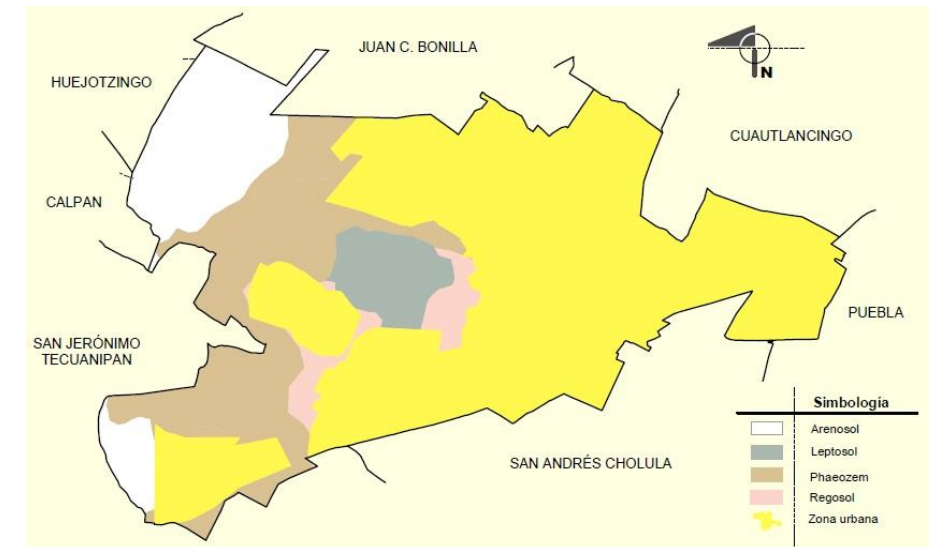 JUAN C. BONILLA
HUEJOTZINGO
N
CUAUTLANCINGO
CALPAN
PUEBLA
SAN JERÓNIMO
TECUANIPAN
SAN ANDRÉS CHOLULA
Simbología
Arenosol
Leptosol
Phaeozem
Regosol
Zona urbana